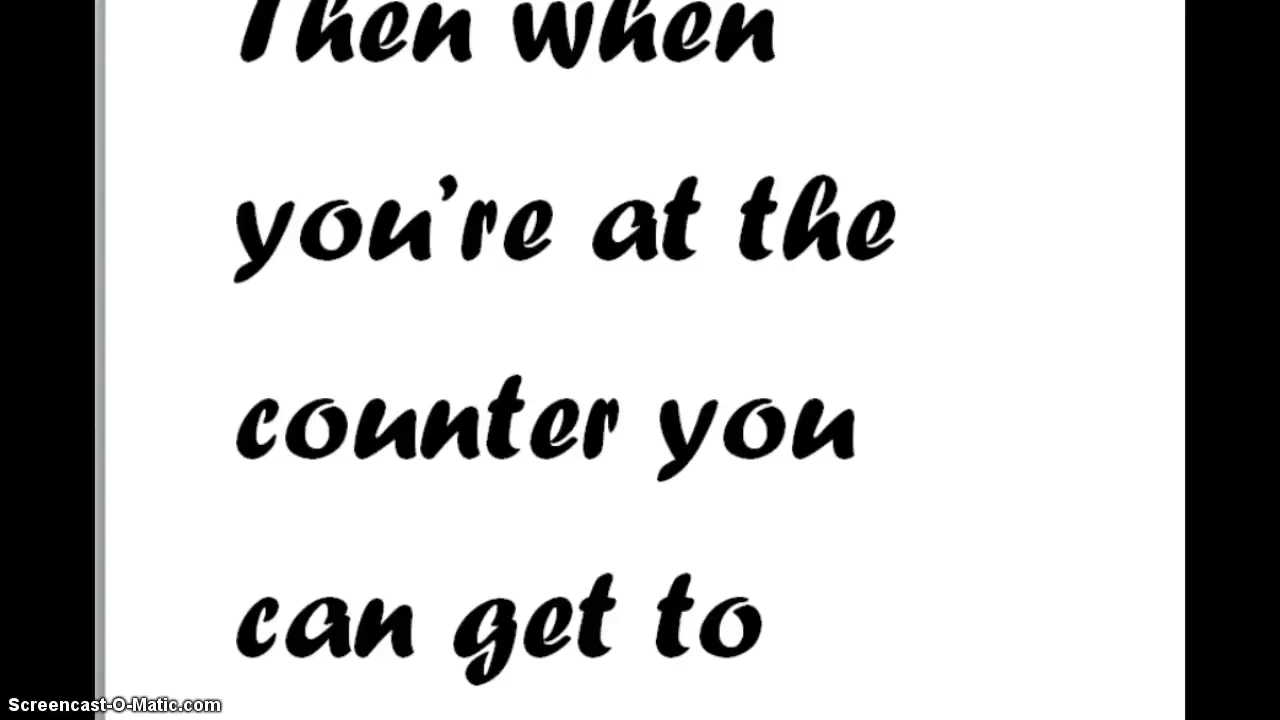 Then when
you're at the
counter you
can get to
Screencast-O-Matic.com